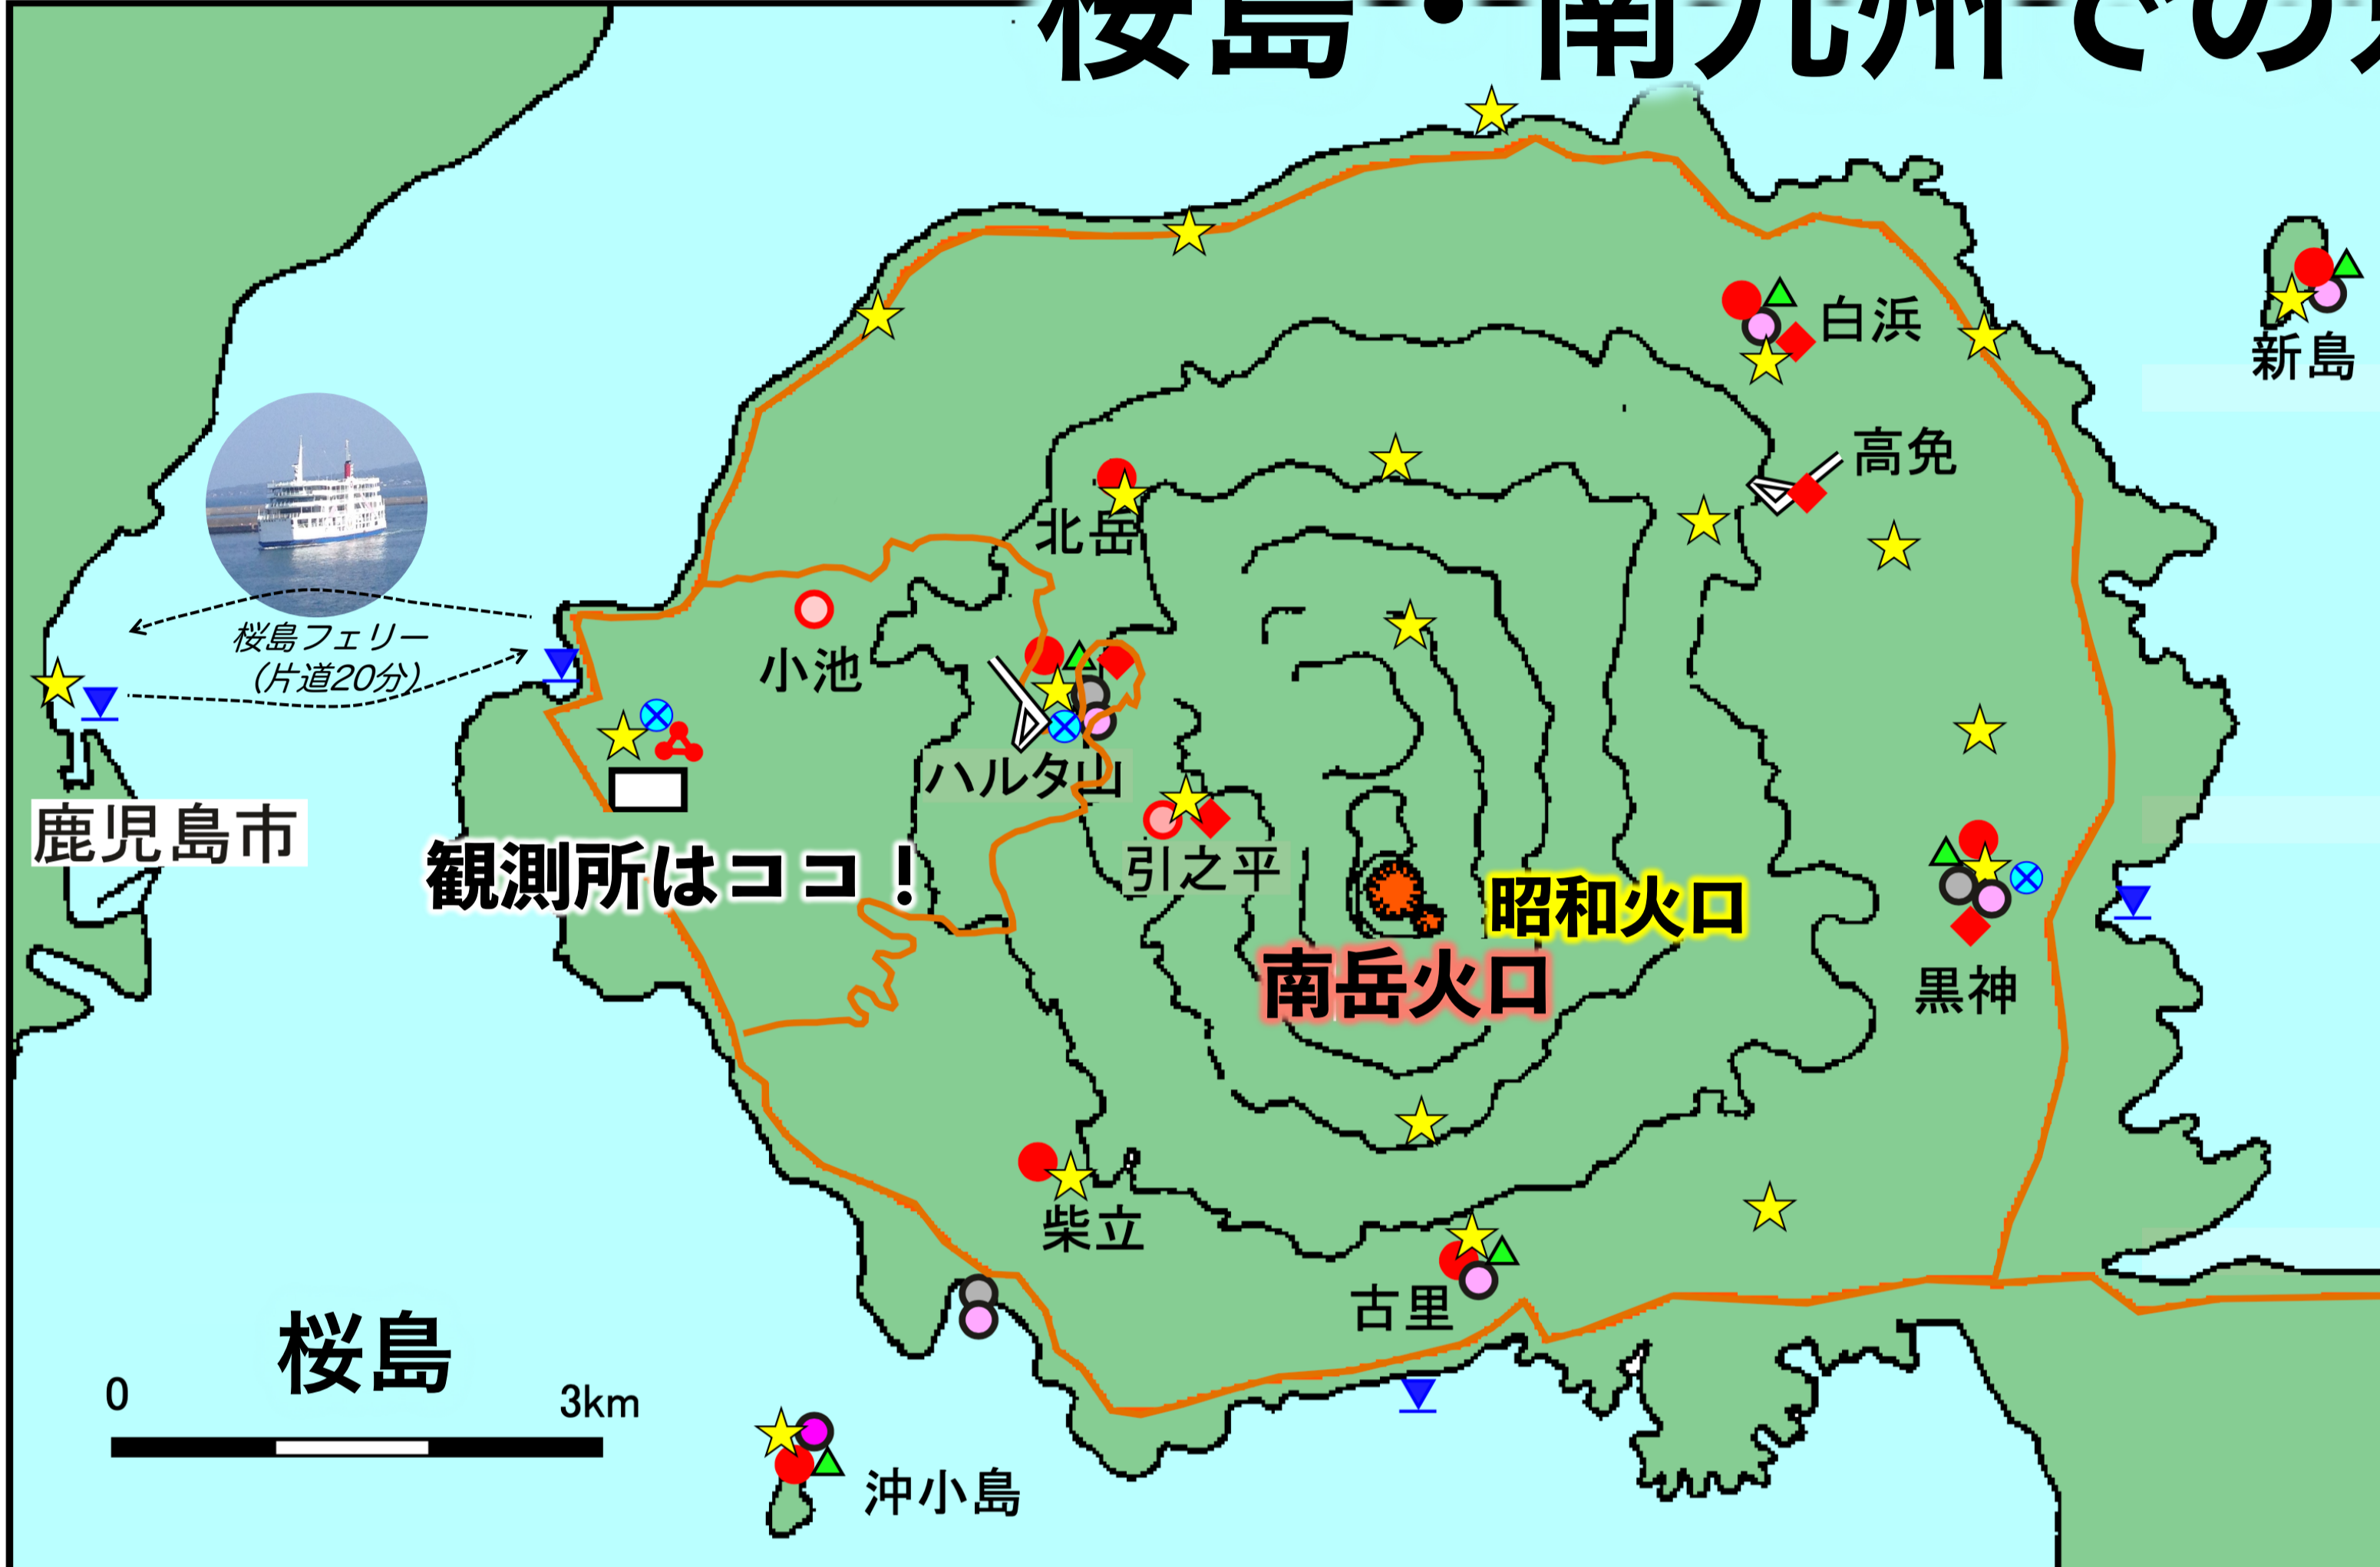 桜島・南九州での
白浜
新島
高免
北岳
桜島フェリー
(片道20分)
小池
ハルタ山
鹿児島市
引之平
観測所はココ！
昭和火口
南岳火口
黒神
柴立
古里
桜島
0 3km
沖小島